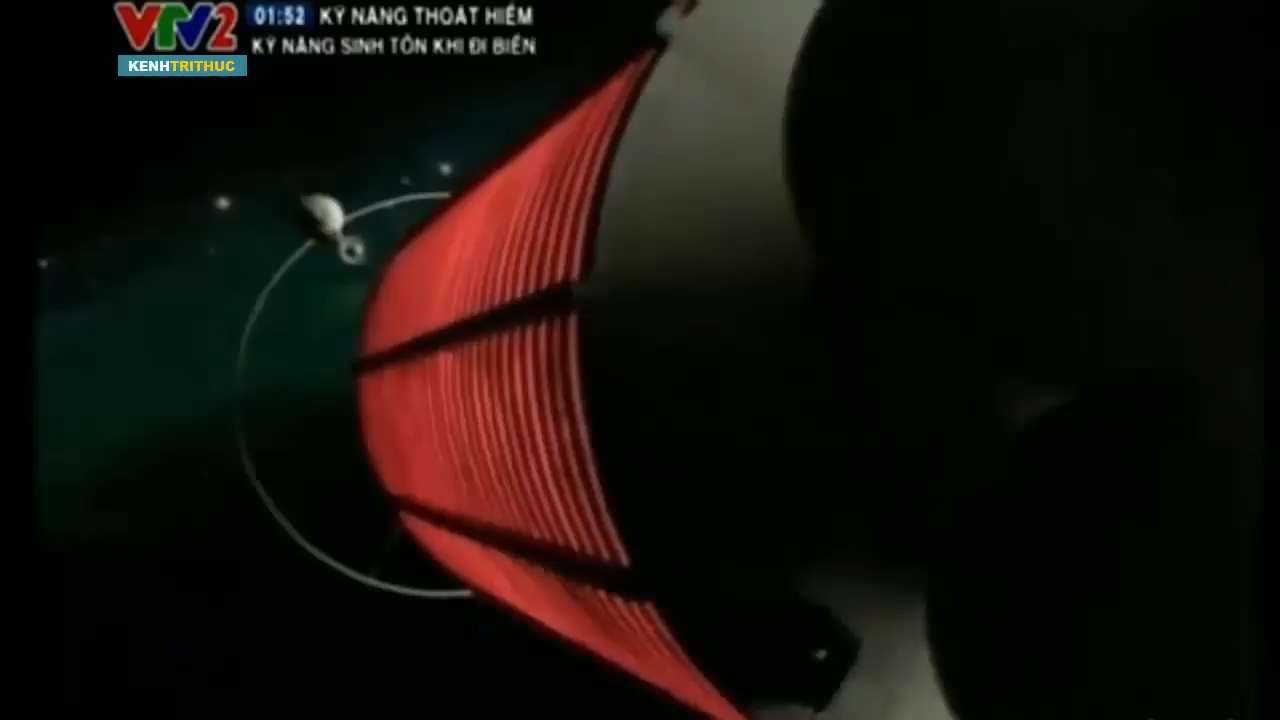 VTV2
01:52 KỸ NĂNG THOÁT HIỂM
KỸ NĂNG SINH TỒN KHI ĐI BIỂN
KENHTRITHUC